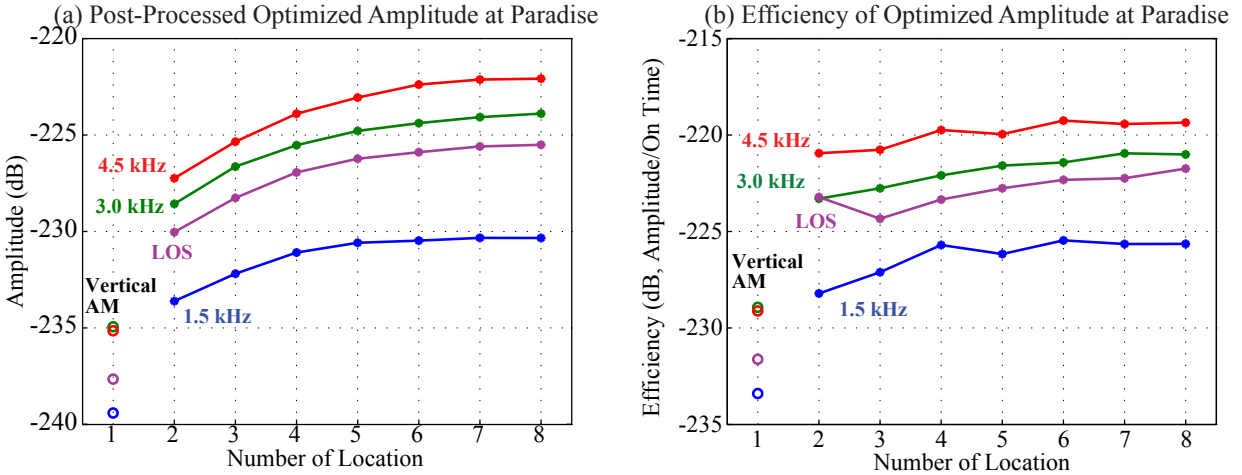 (a) Post-Processed Optimized Amplitude at Paradise
-220
-225
-230
-235
-240
Amplitude (dB)
4.5 kHz
3.0 kHz
LOS
1.5 kHz
Vertical
AM
1 2 3 4 5 6 7 8
Number of Location
(b) Efficiency of Optimized Amplitude at Paradise
-215
-220
-225
-230
-235
Efficiency (dB, Amplitude/On Time)
4.5 kHz
3.0 kHz
LOS
1.5 kHz
Vertical
AM
1 2 3 4 5 6 7 8
Number of Location